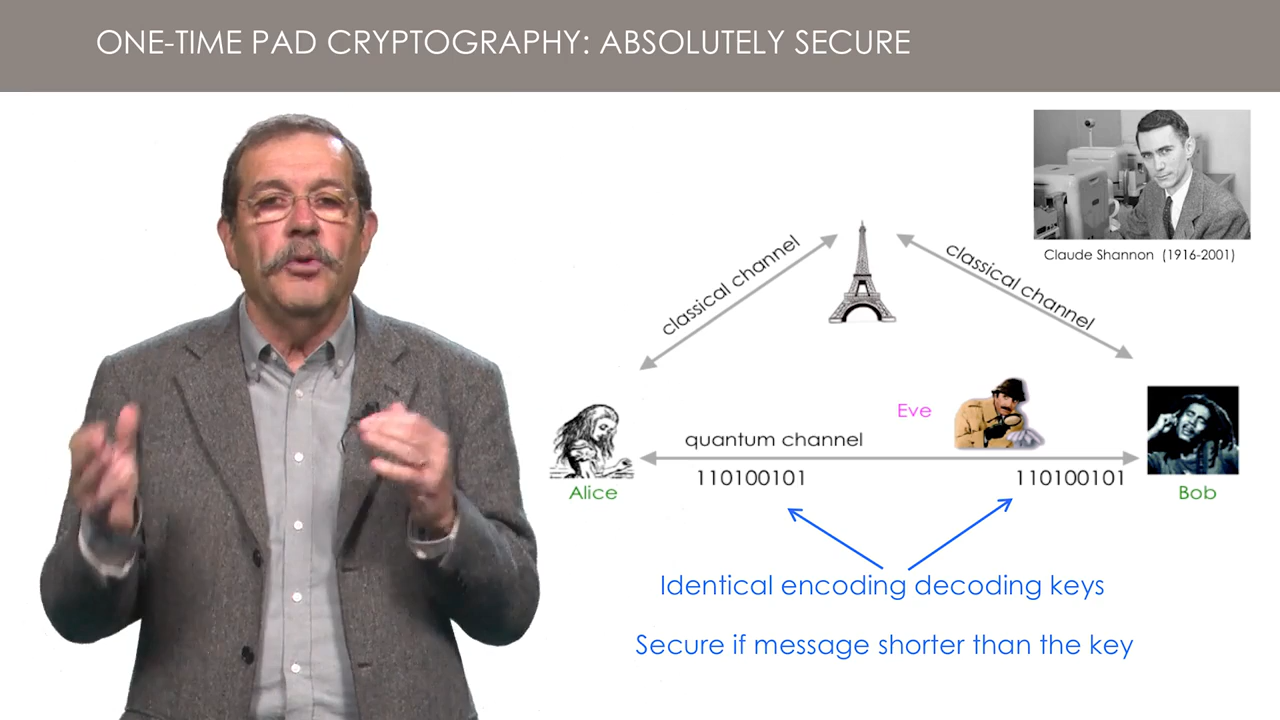 ONE-TIME PAD CRYPTOGRAPHY: ABSOLUTELY SECURE
Claude Shannon (1916-2001)
classical channel
classical channel
Eve
quantum channel
110100101
110100101
Alice
Bob
Identical encoding decoding keys
Secure if message shorter than the key